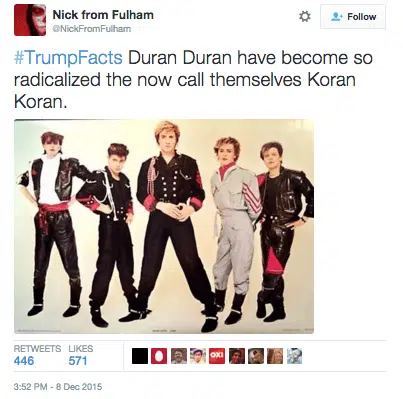 Nick from Fulham
@NickFromFulham
Follow
#TrumpFacts Duran Duran have become so
radicalized the now call themselves Koran
Koran.
RETWEETS LIKES
446 571
OXI
3:52 PM - 8 Dec 2015